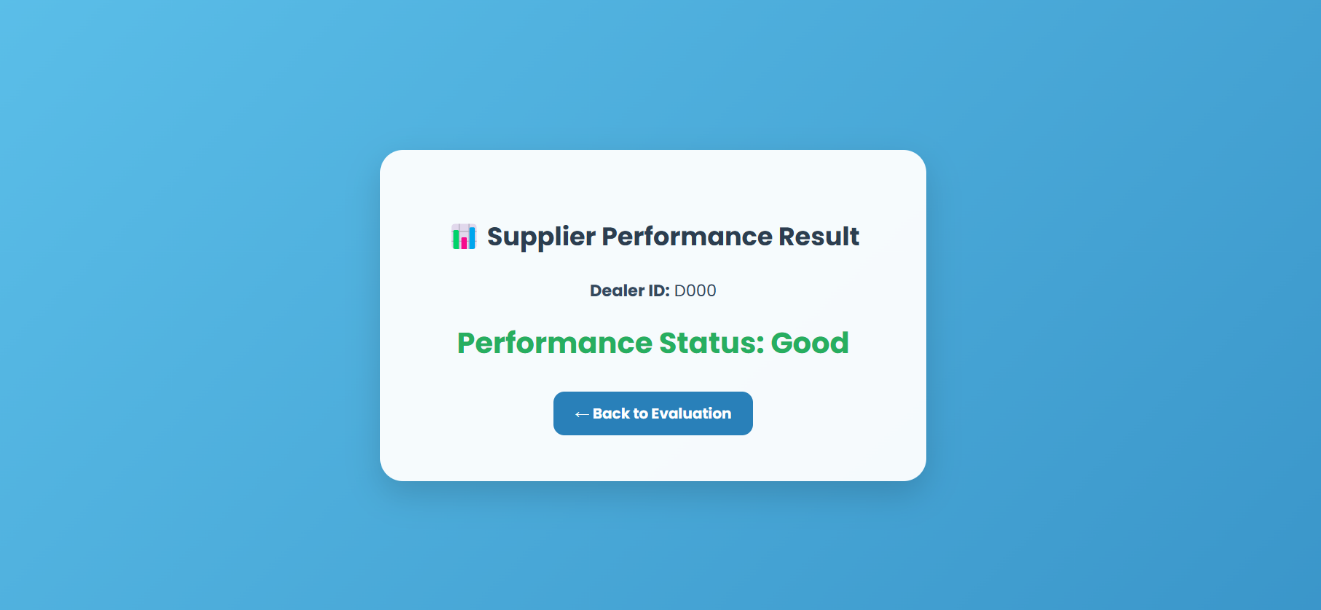 Supplier Performance Result
Dealer ID: D000
Performance Status: Good
← Back to Evaluation